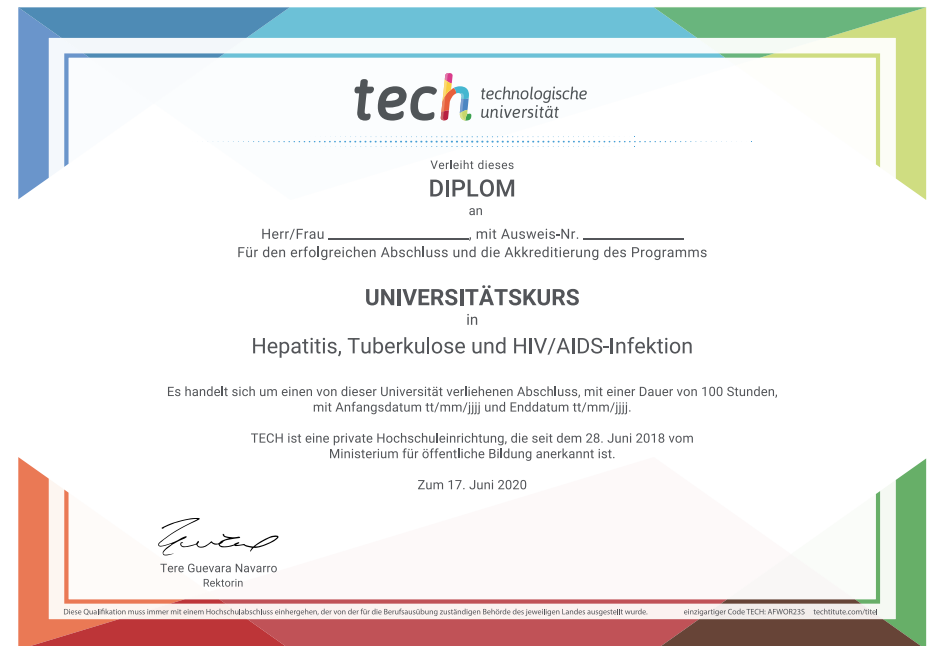 tech technologische
universität
Verleiht dieses
DIPLOM
an
Herr/Frau ____________________, mit Ausweis-Nr. ______________
Für den erfolgreichen Abschluss und die Akkreditierung des Programms
UNIVERSITÄTSKURS
in
Hepatitis, Tuberkulose und HIV/AIDS-Infektion
Es handelt sich um einen von dieser Universität verliehenen Abschluss, mit einer Dauer von 100 Stunden,
mit Anfangsdatum tt/mm/jjjj und Enddatum tt/mm/jjjj.
TECH ist eine private Hochschuleinrichtung, die seit dem 28. Juni 2018 vom
Ministerium für öffentliche Bildung anerkannt ist.
Zum 17. Juni 2020
Tere Guevara Navarro
Rektorin
Diese Qualifikation muss immer mit einem Hochschulabschluss einhergehen, der von der für die Berufsausübung zuständigen Behörde des jeweiligen Landes ausgestellt wurde. einzigartiger Code TECH: AFWOR235 techtitute.com/titel